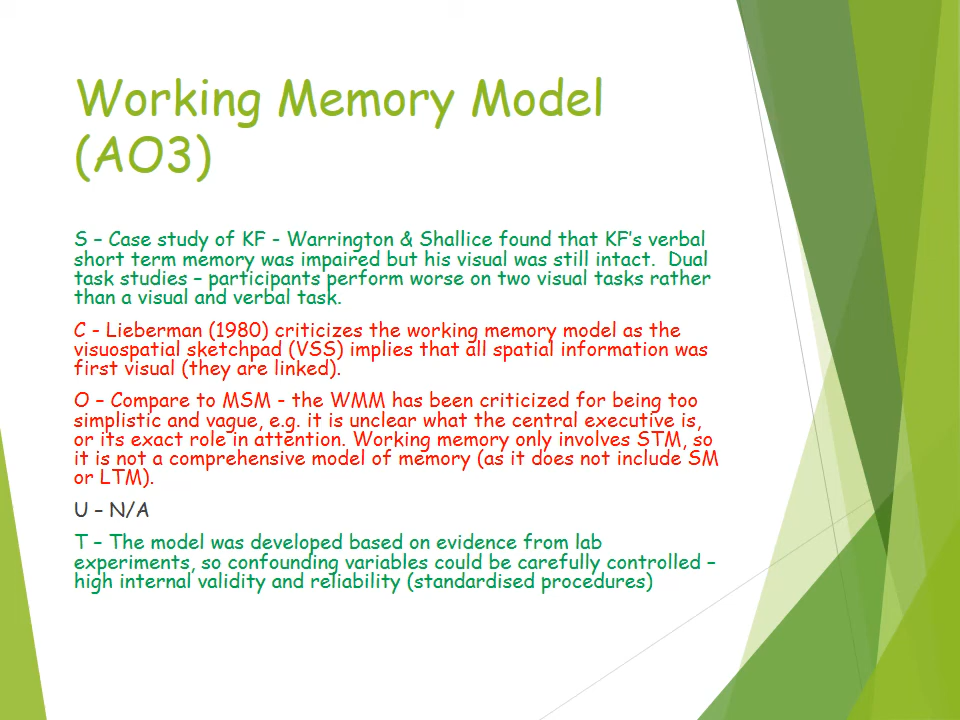 Working Memory Model
(AO3)
S – Case study of KF - Warrington & Shallice found that KF's verbal
short term memory was impaired but his visual was still intact.  Dual
task studies – participants perform worse on two visual tasks rather
than a visual and verbal task.
C - Lieberman (1980) criticizes the working memory model as the
visuospatial sketchpad (VSS) implies that all spatial information was
first visual (they are linked).
O – Compare to MSM - the WMM has been criticized for being too
simplistic and vague, e.g. it is unclear what the central executive is,
or its exact role in attention. Working memory only involves STM, so
it is not a comprehensive model of memory (as it does not include SM
or LTM).
U – N/A
T – The model was developed based on evidence from lab
experiments, so confounding variables could be carefully controlled –
high internal validity and reliability (standardised procedures)